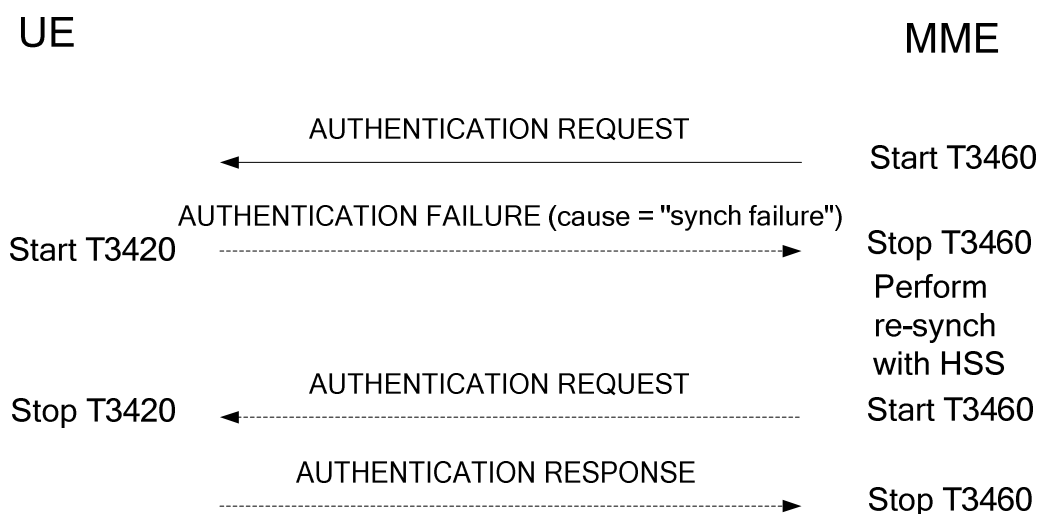 UE
MME
AUTHENTICATION REQUEST
Start T3460
AUTHENTICATION FAILURE (cause = "synch failure")
Start T3420
Stop T3460
Perform
re-synch
with HSS
AUTHENTICATION REQUEST
Stop T3420
Start T3460
AUTHENTICATION RESPONSE
Stop T3460